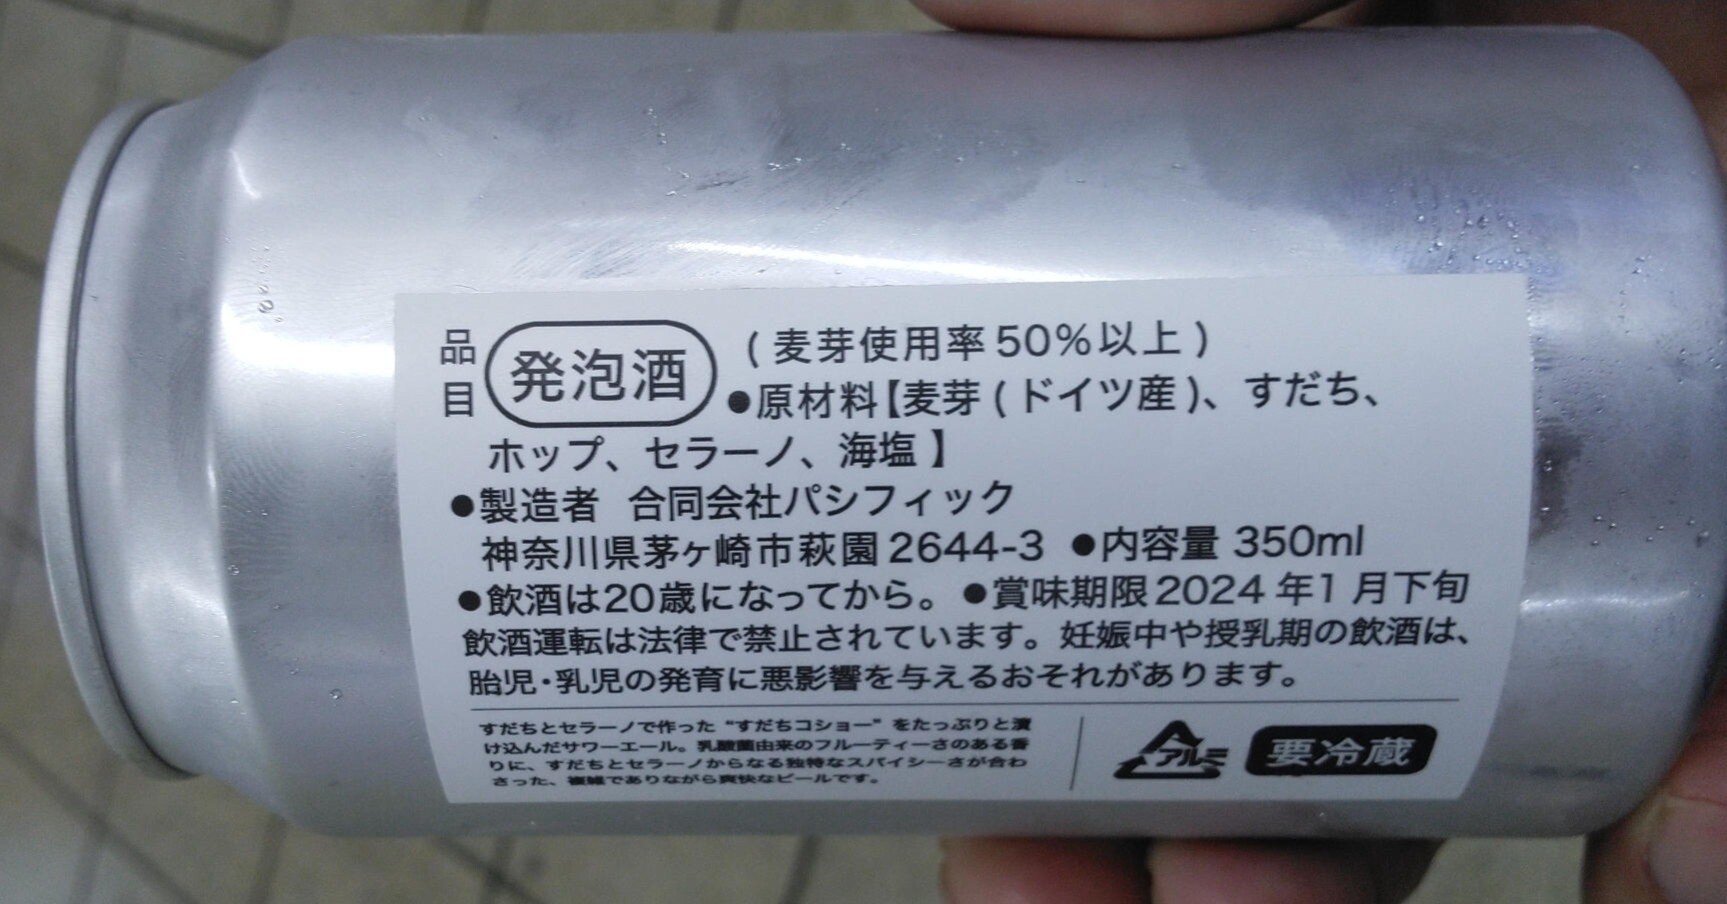 品目 発泡酒 (麦芽使用率50%以上)
●原材料【麦芽(ドイツ産)、すだち、
ホップ、セラーノ、海塩】
●製造者 合同会社パシフィック
神奈川県茅ヶ崎市萩園2644-3 ●内容量 350ml
●飲酒は20歳になってから。●賞味期限2024年1月下旬
飲酒運転は法律で禁止されています。妊娠中や授乳期の飲酒は、
胎児・乳児の発育に悪影響を与えるおそれがあります。
すだちとセラーノで作った“すだちコショー”をたっぷりと漬
け込んだサワーエール。乳酸菌由来のフルーティーさのある香
りに、すだちとセラーノからなる独特なスパイシーさが合わ
さった、複雑でありながら爽快なビールです。
アルミ
要冷蔵